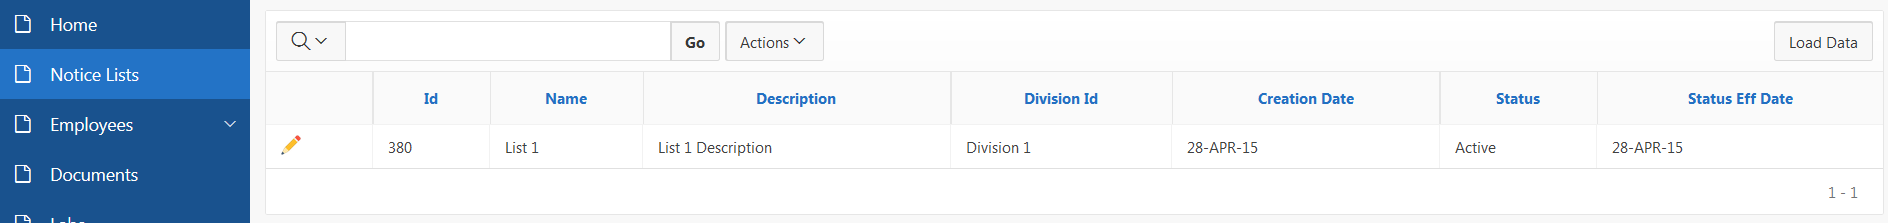 Home
Notice Lists
Employees
Documents
Go
Actions
Load Data
Id Name Description Division Id Creation Date Status Status Eff Date
380 List 1 List 1 Description Division 1 28-APR-15 Active 28-APR-15
1 - 1